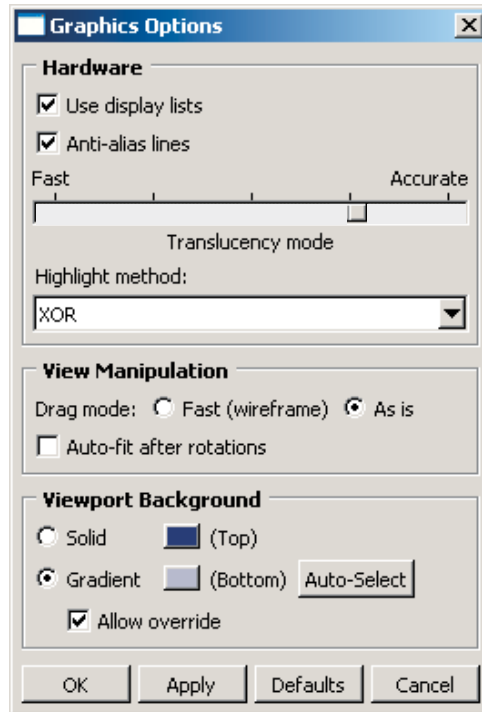 Graphics Options
Hardware
Use display lists
Anti-alias lines
Fast Accurate
Translucency mode
Highlight method:
XOR
View Manipulation
Drag mode: Fast (wireframe) As is
Auto-fit after rotations
Viewport Background
Solid (Top)
Gradient (Bottom) Auto-Select
Allow override
OK Apply Defaults Cancel